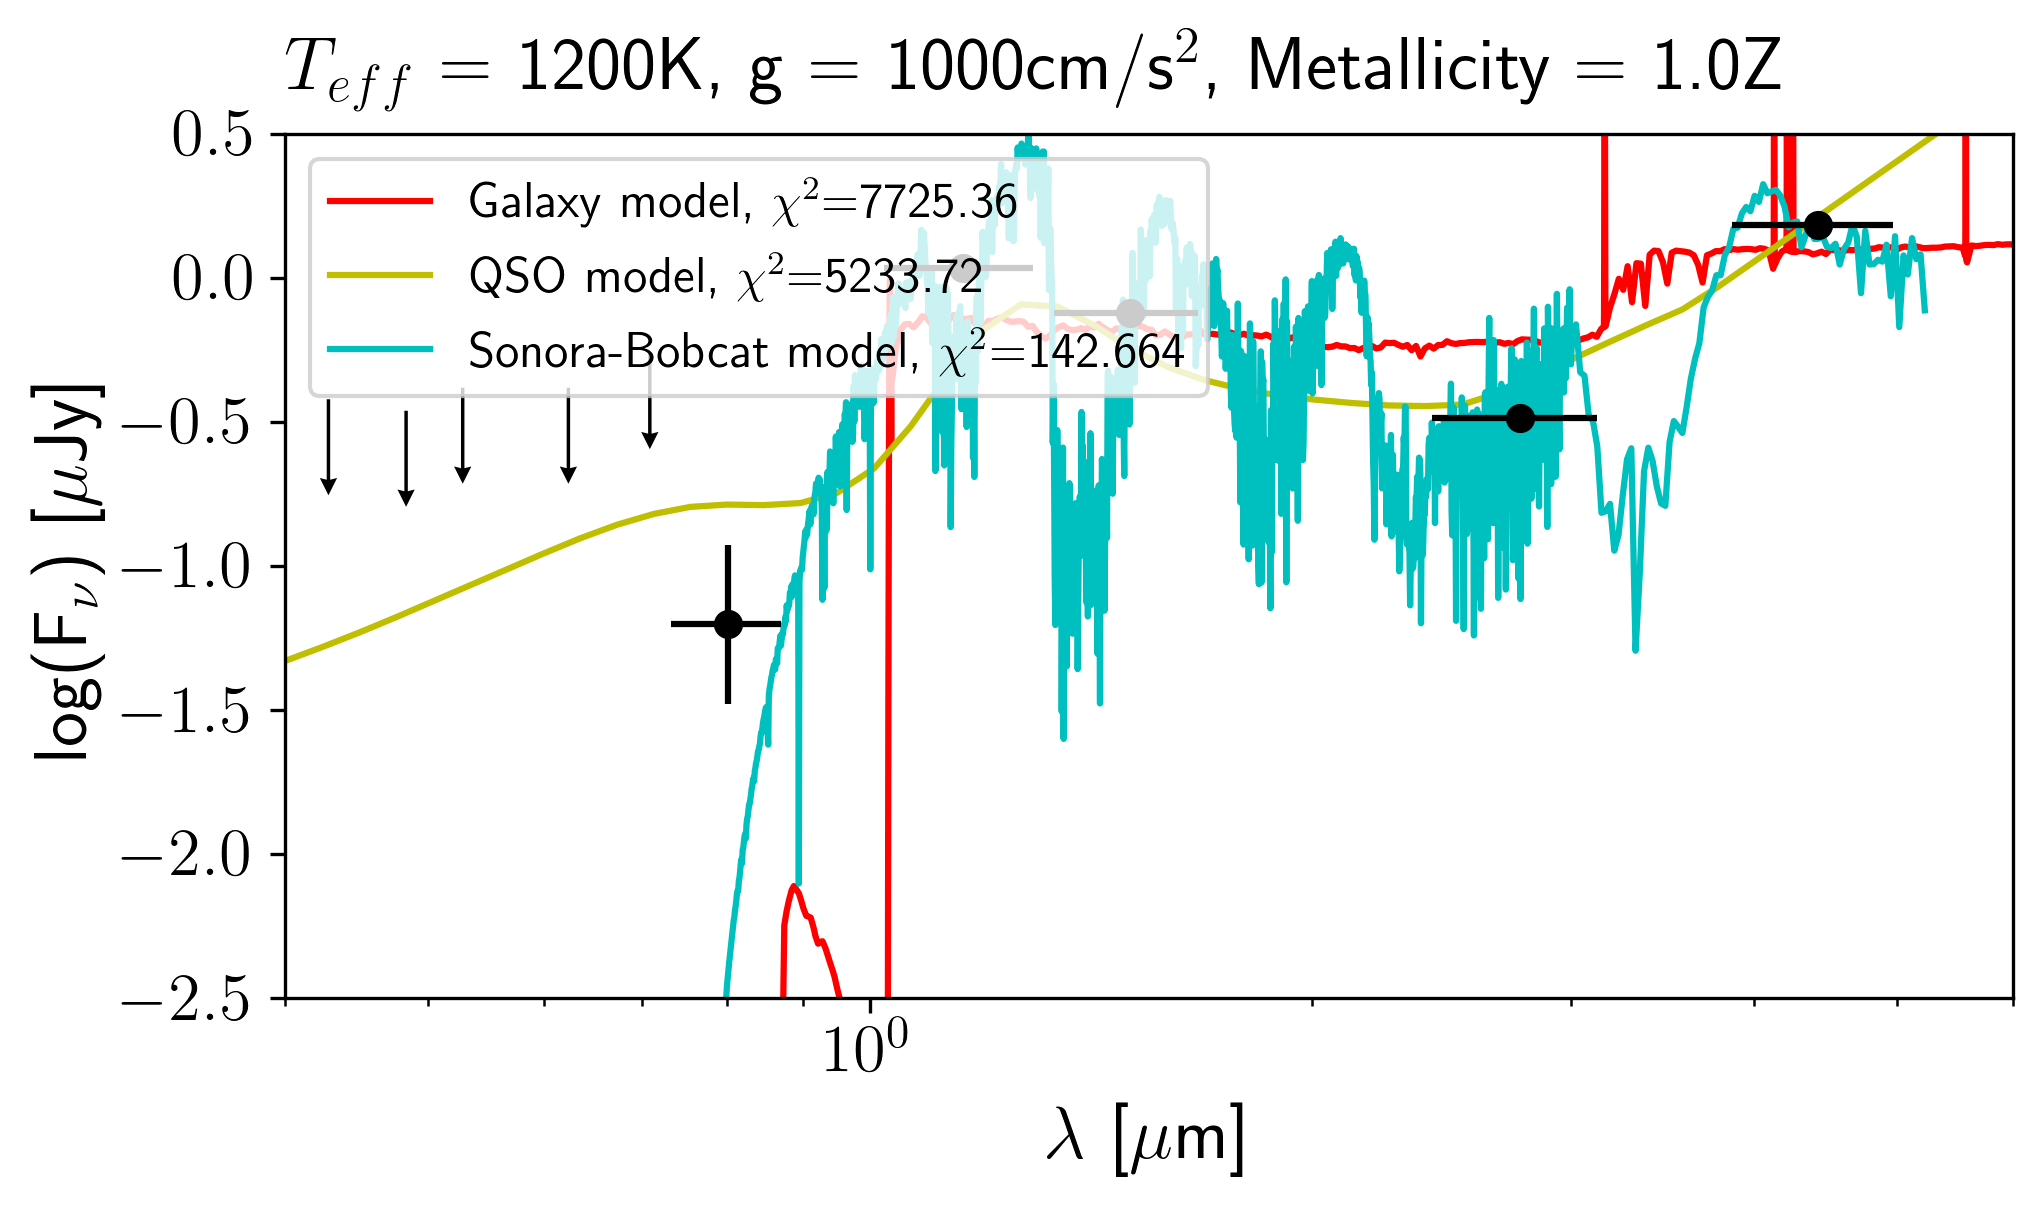 T_eff = 1200K, g = 1000cm/s², Metallicity = 1.0Z
Galaxy model, χ²=7725.36
QSO model, χ²=5233.72
Sonora-Bobcat model, χ²=142.664
0.5
0.0
−0.5
−1.0
−1.5
−2.0
−2.5
log(F_ν) [μJy]
10⁰
λ [μm]